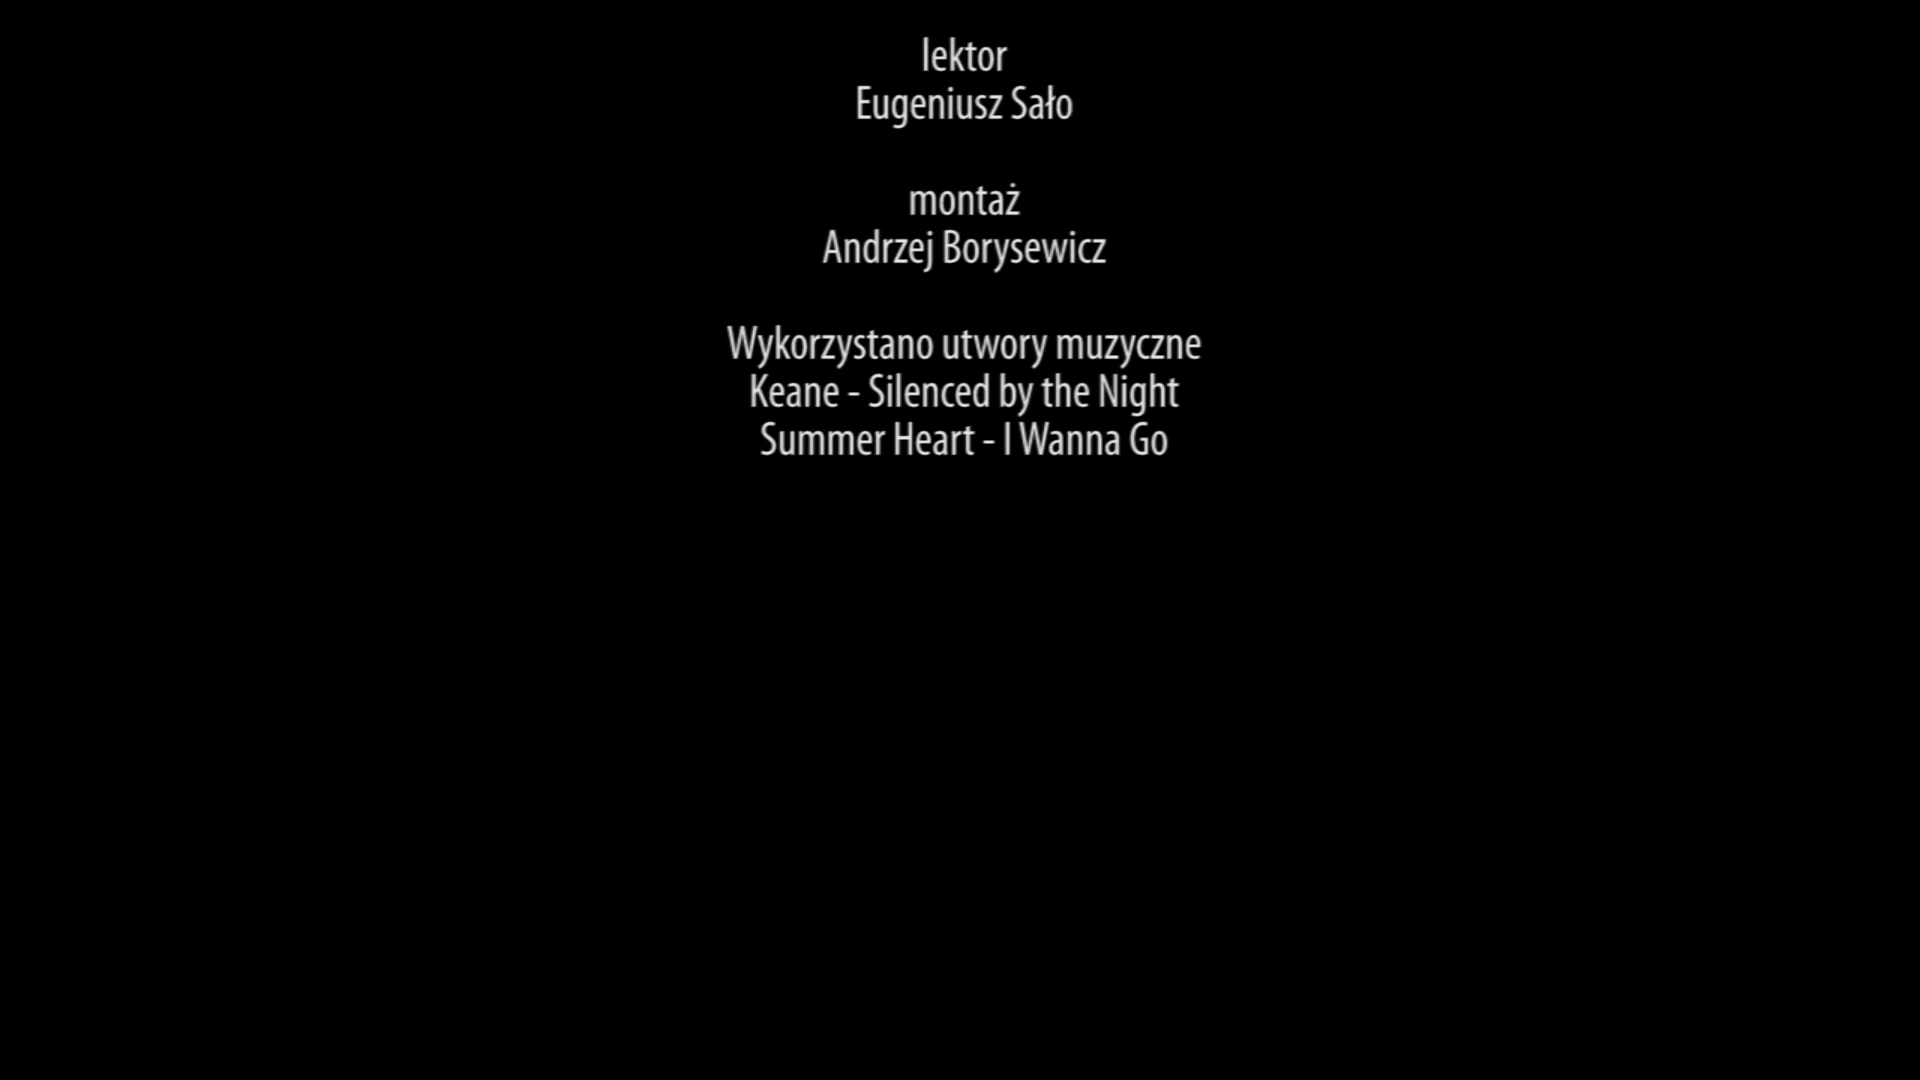 lektor
Eugeniusz Sało
montaż
Andrzej Borysewicz
Wykorzystano utwory muzyczne
Keane - Silenced by the Night
Summer Heart - I Wanna Go